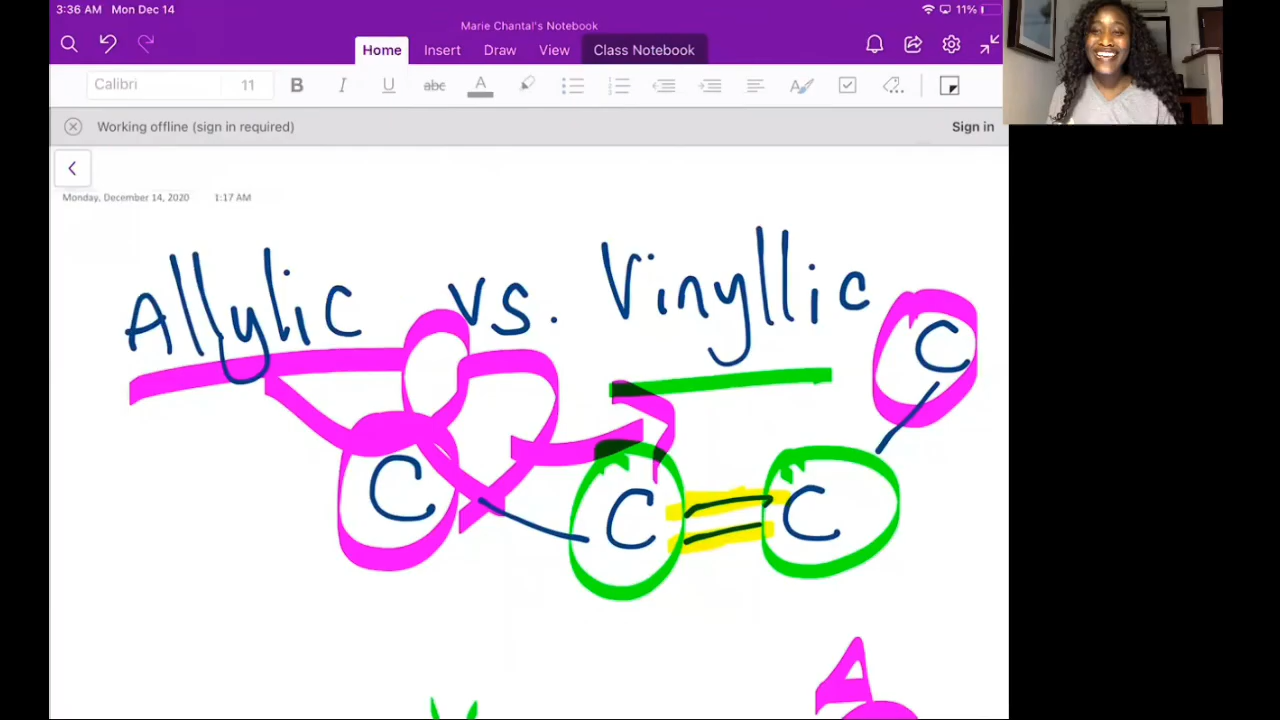 3:36 AM Mon Dec 14
11%
Marie Chantal's Notebook
Home Insert Draw View Class Notebook
Calibri 11 B I U abc A
Working offline (sign in required) Sign in
Monday, December 14, 2020 1:17 AM
Allylic vs. Vinyllic
C
C C = C
V A